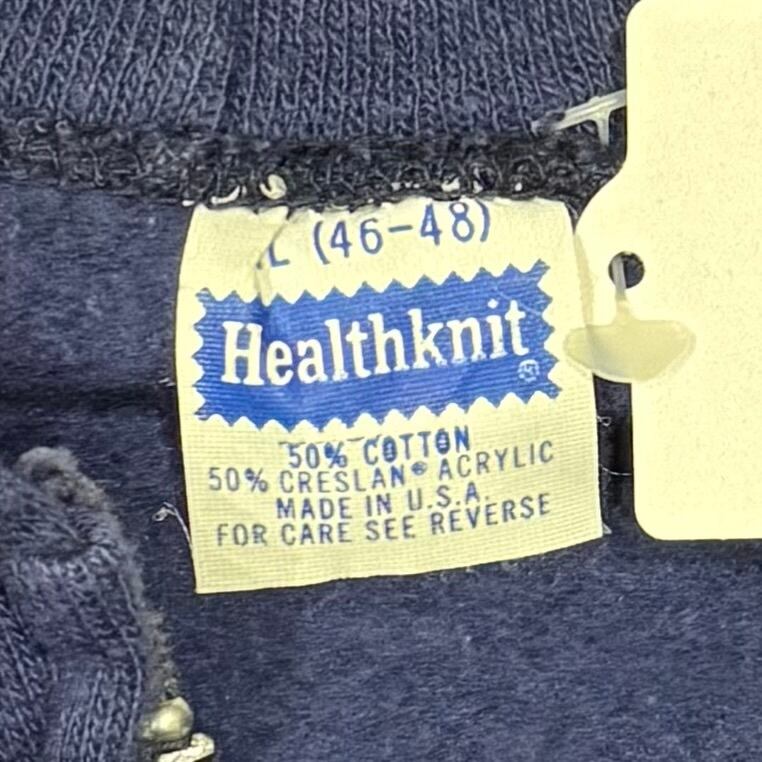 L (46-48)
Healthknit®
50% COTTON
50% CRESLAN® ACRYLIC
MADE IN U.S.A.
FOR CARE SEE REVERSE